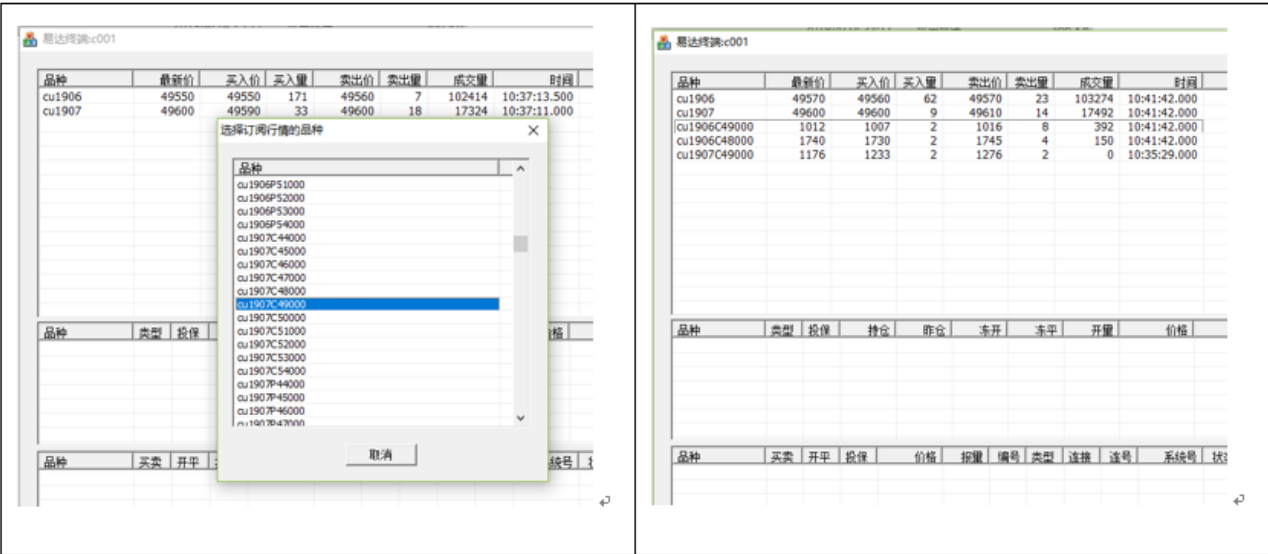 易达终端:c001
品种 最新价 买入价 买入量 卖出价 卖出量 成交量 时间
cu1906 49550 49550 171 49560 7 102414 10:37:13.500
cu1907 49600 49590 33 49600 18 17324 10:37:11.000
选择订阅行情的品种
品种
cu1906P51000
cu1906P52000
cu1906P53000
cu1906P54000
cu1907C44000
cu1907C45000
cu1907C46000
cu1907C47000
cu1907C48000
cu1907C49000
cu1907C50000
cu1907C51000
cu1907C52000
cu1907C53000
cu1907C54000
cu1907P44000
cu1907P45000
cu1907P46000
cu1907P47000
取消
品种 类型 投保
品种 买卖 开平
易达终端:c001
品种 最新价 买入价 买入量 卖出价 卖出量 成交量 时间
cu1906 49570 49560 62 49570 23 103274 10:41:42.000
cu1907 49600 49600 9 49610 14 17492 10:41:42.000
cu1906C49000 1012 1007 2 1016 8 392 10:41:42.000
cu1906C48000 1740 1730 2 1745 4 150 10:41:42.000
cu1907C49000 1176 1233 2 1276 2 0 10:35:29.000
品种 类型 投保 持仓 昨仓 冻开 冻平 开量 价格
品种 买卖 开平 投保 价格 报量 编号 类型 连接 连号 系统号